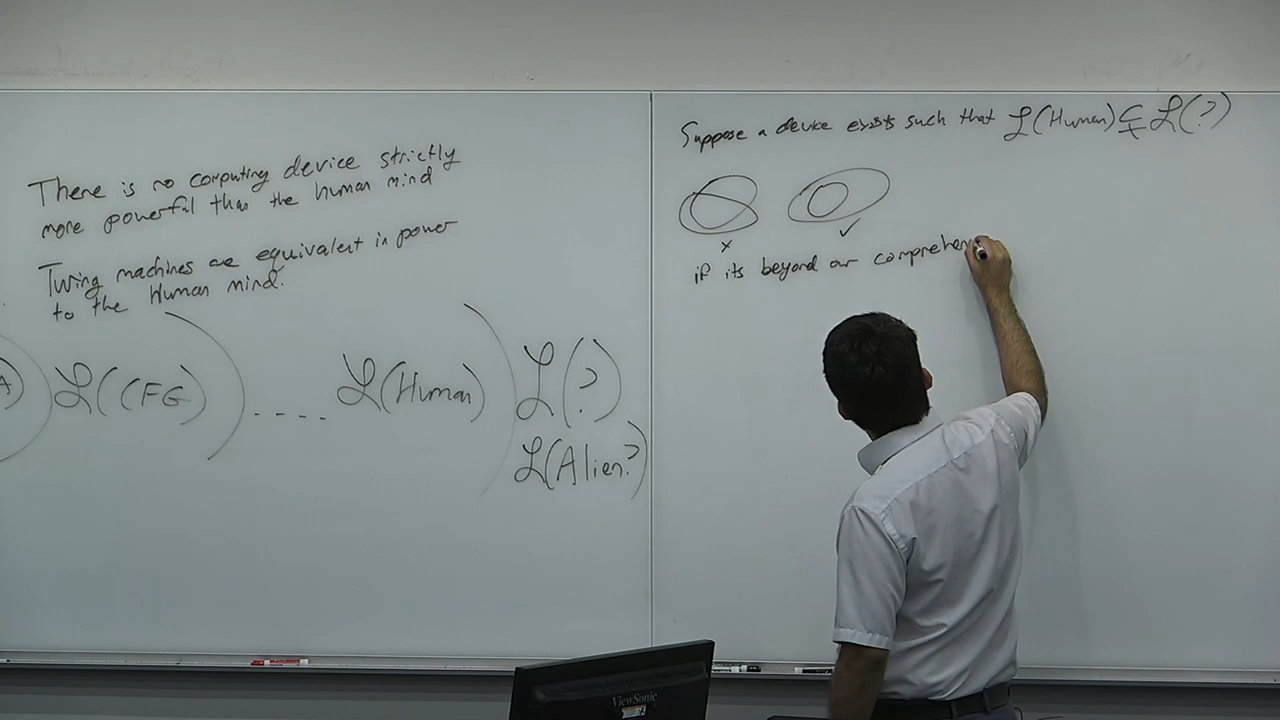 There is no computing device strictly
more powerful than the human mind
Turing machines are equivalent in power
to the Human mind.
A) ℒ(CFG) .... ℒ(Human) ℒ(?)
ℒ(Alien?)
Suppose a device exists such that ℒ(Human) ⊊ ℒ(?)
x ✓
if its beyond our comprehen
ViewSonic